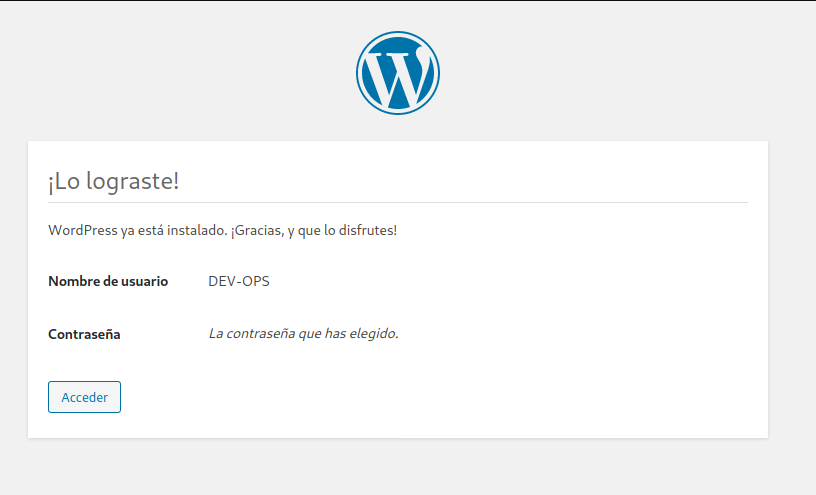 ¡Lo lograste!
WordPress ya está instalado. ¡Gracias, y que lo disfrutes!
Nombre de usuario DEV-OPS
Contraseña La contraseña que has elegido.
Acceder